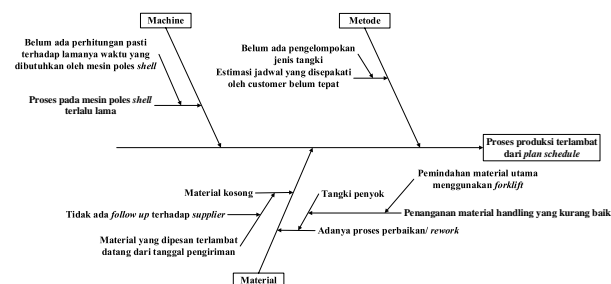 Machine
Metode
Belum ada perhitungan pasti
terhadap lamanya waktu yang
dibutuhkan oleh mesin poles shell
Belum ada pengelompokan
jenis tangki
Estimasi jadwal yang disepakati
oleh customer belum tepat
Proses pada mesin poles shell
terlalu lama
Proses produksi terlambat
dari plan schedule
Pemindahan material utama
menggunakan forklift
Material kosong
Tangki penyok
Tidak ada follow up terhadap supplier
Penanganan material handling yang kurang baik
Material yang dipesan terlambat
datang dari tanggal pengiriman
Adanya proses perbaikan/ rework
Material